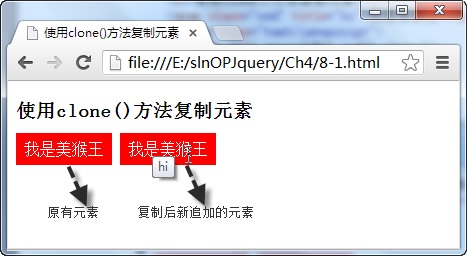 使用clone()方法复制元素
file:///E:/slnOPJquery/Ch4/8-1.html
使用clone()方法复制元素
我是美猴王 我是美猴王
hi
原有元素 复制后新追加的元素